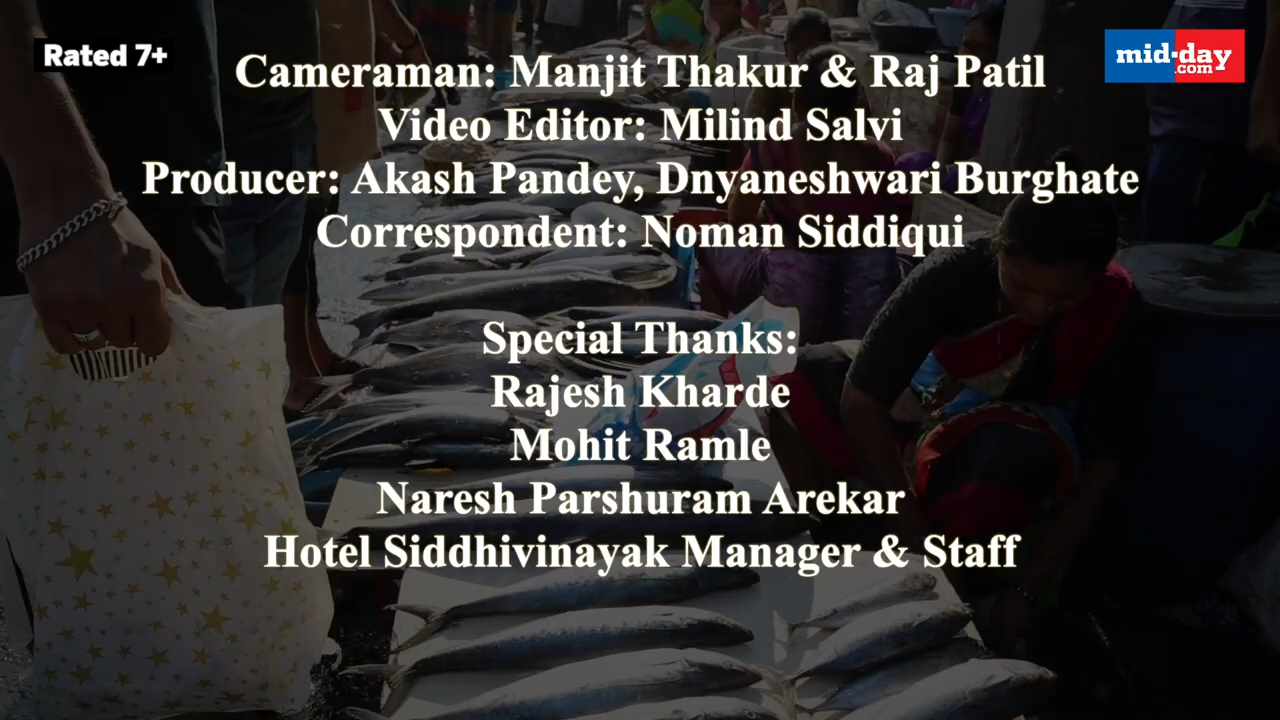 Rated 7+
mid-day
.com
Cameraman: Manjit Thakur & Raj Patil
Video Editor: Milind Salvi
Producer: Akash Pandey, Dnyaneshwari Burghate
Correspondent: Noman Siddiqui
Special Thanks:
Rajesh Kharde
Mohit Ramle
Naresh Parshuram Arekar
Hotel Siddhivinayak Manager & Staff